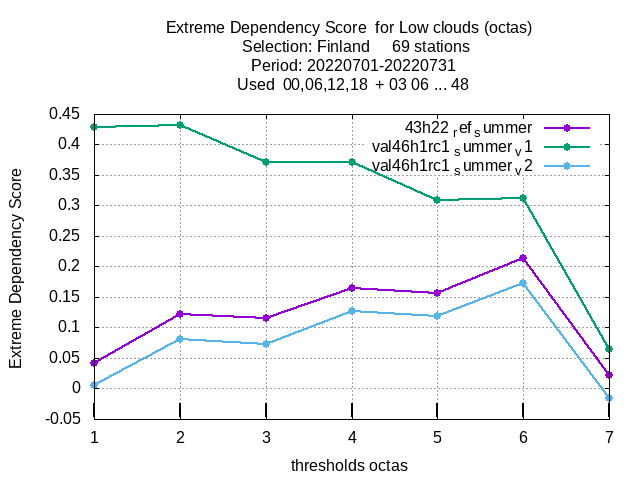 Extreme Dependency Score for Low clouds (octas)
Selection: Finland 69 stations
Period: 20220701-20220731
Used 00,06,12,18 + 03 06 ... 48
43h22 ref summer
val46h1rc1 summer v1
val46h1rc1 summer v2
0.45
0.4
0.35
0.3
0.25
0.2
0.15
0.1
0.05
0
-0.05
Extreme Dependency Score
1 2 3 4 5 6 7
thresholds octas